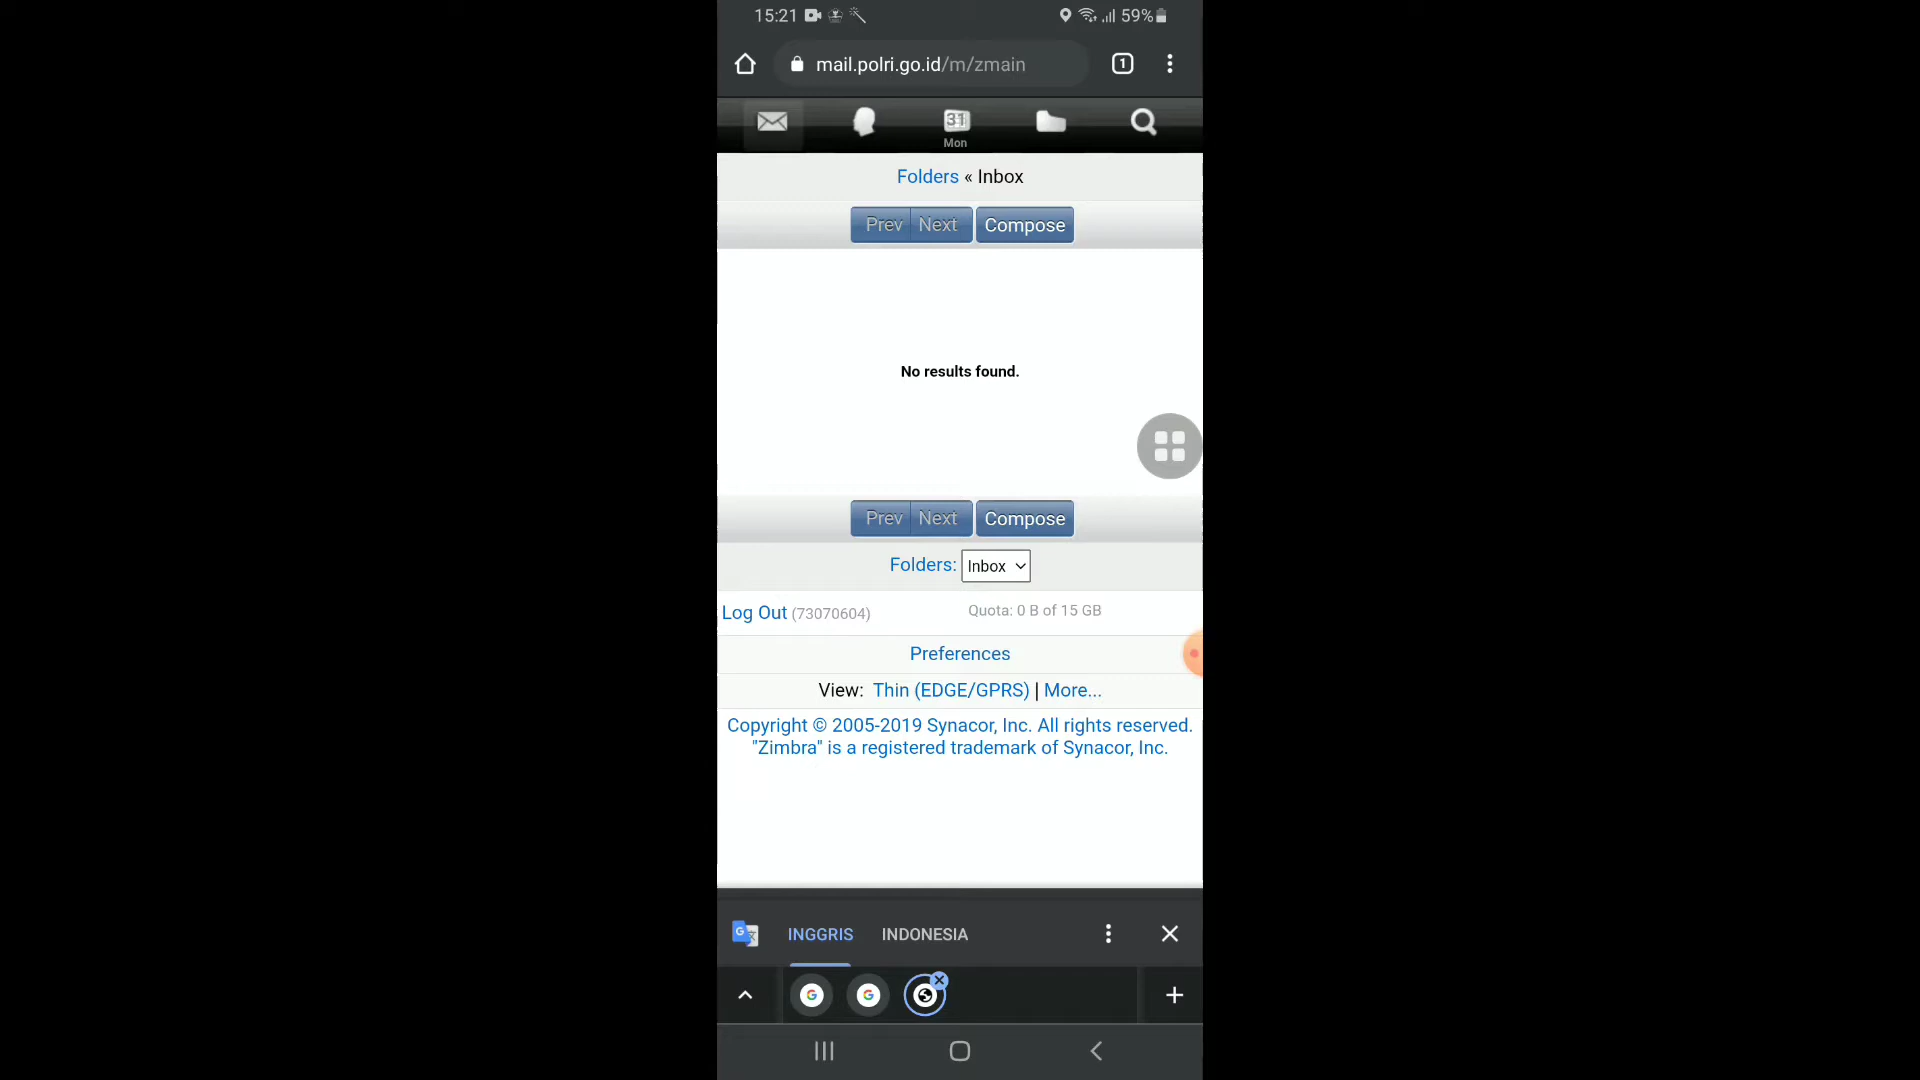 15:21 59%
mail.polri.go.id/m/zmain 1
31
Mon
Folders « Inbox
Prev Next Compose
No results found.
Prev Next Compose
Folders: Inbox
Log Out (73070604) Quota: 0 B of 15 GB
Preferences
View: Thin (EDGE/GPRS) | More...
Copyright © 2005-2019 Synacor, Inc. All rights reserved.
"Zimbra" is a registered trademark of Synacor, Inc.
INGGRIS INDONESIA